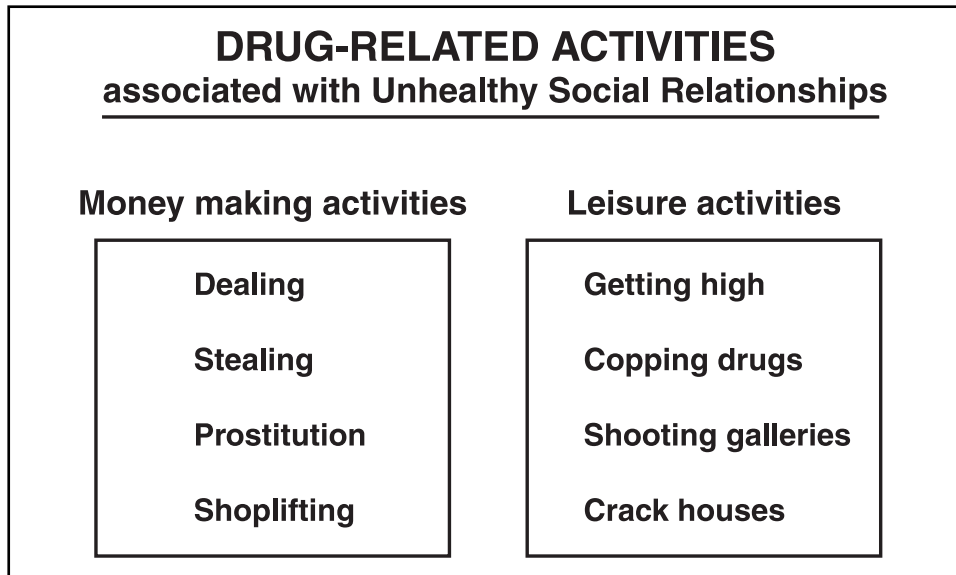 DRUG-RELATED ACTIVITIES
associated with Unhealthy Social Relationships
Money making activities
Dealing
Stealing
Prostitution
Shoplifting
Leisure activities
Getting high
Copping drugs
Shooting galleries
Crack houses